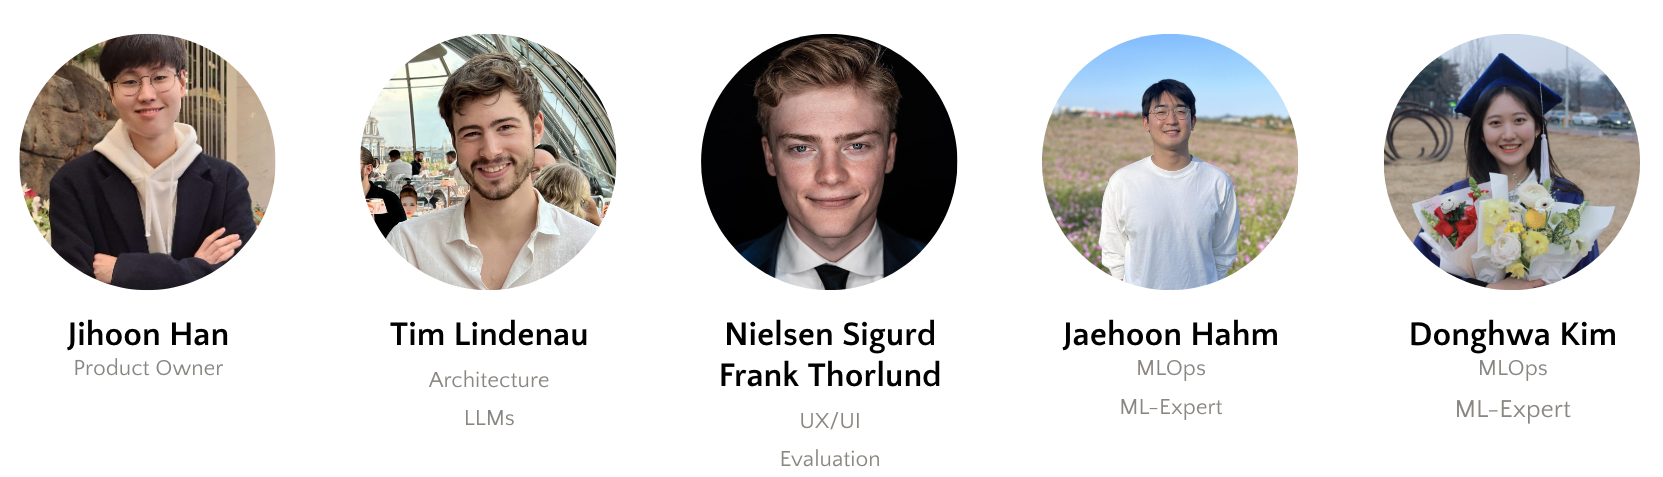 Jihoon Han
Product Owner
Tim Lindenau
Architecture
LLMs
Nielsen Sigurd
Frank Thorlund
UX/UI
Evaluation
Jaehoon Hahm
MLOps
ML-Expert
Donghwa Kim
MLOps
ML-Expert